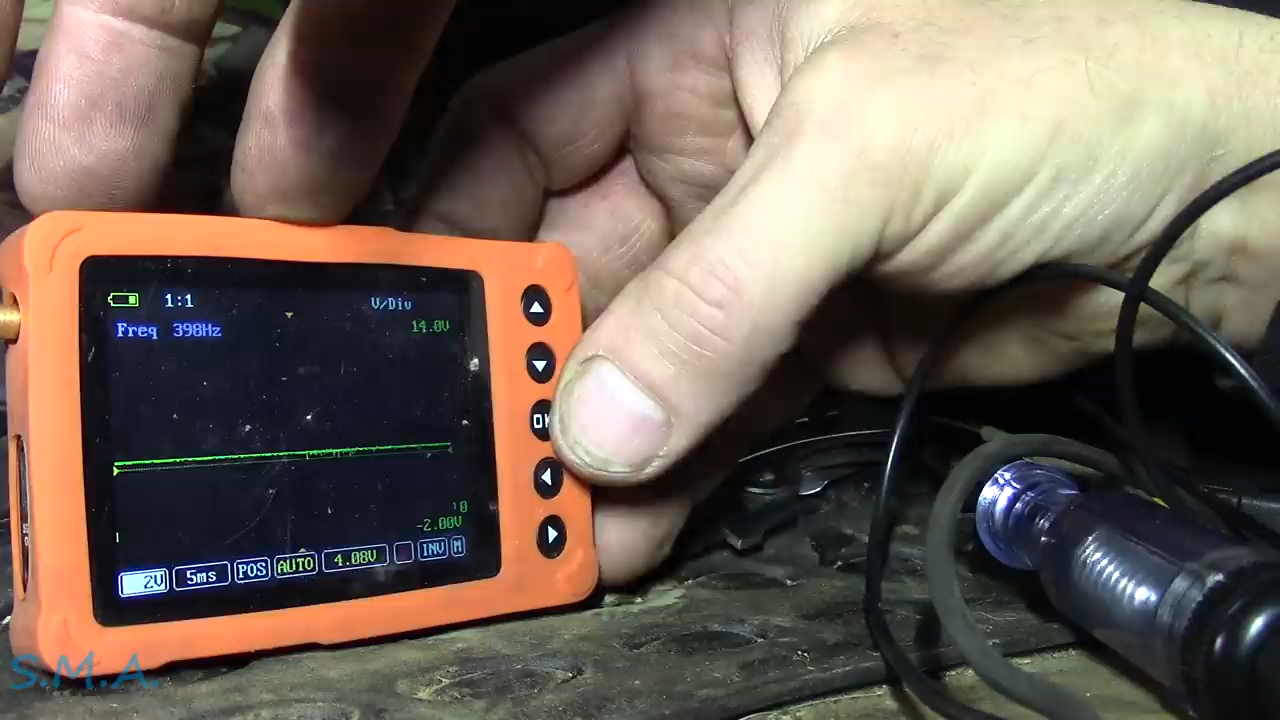 1:1
V/Div
Freq 398Hz
14.0V
-2.00V
2V
5ms
POS
AUTO
4.08V
INV
M
OK
S.M.A.